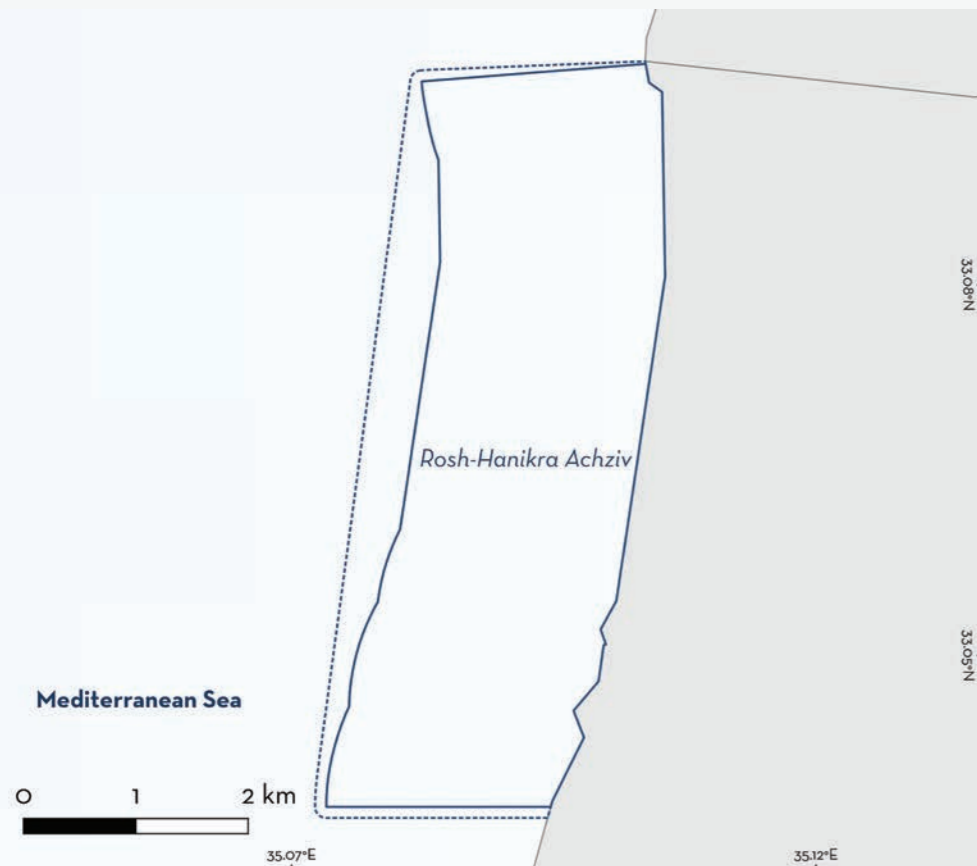 33.08°N
Rosh-Hanikra Achziv
33.05°N
Mediterranean Sea
0 1 2 km
35.07°E 35.12°E